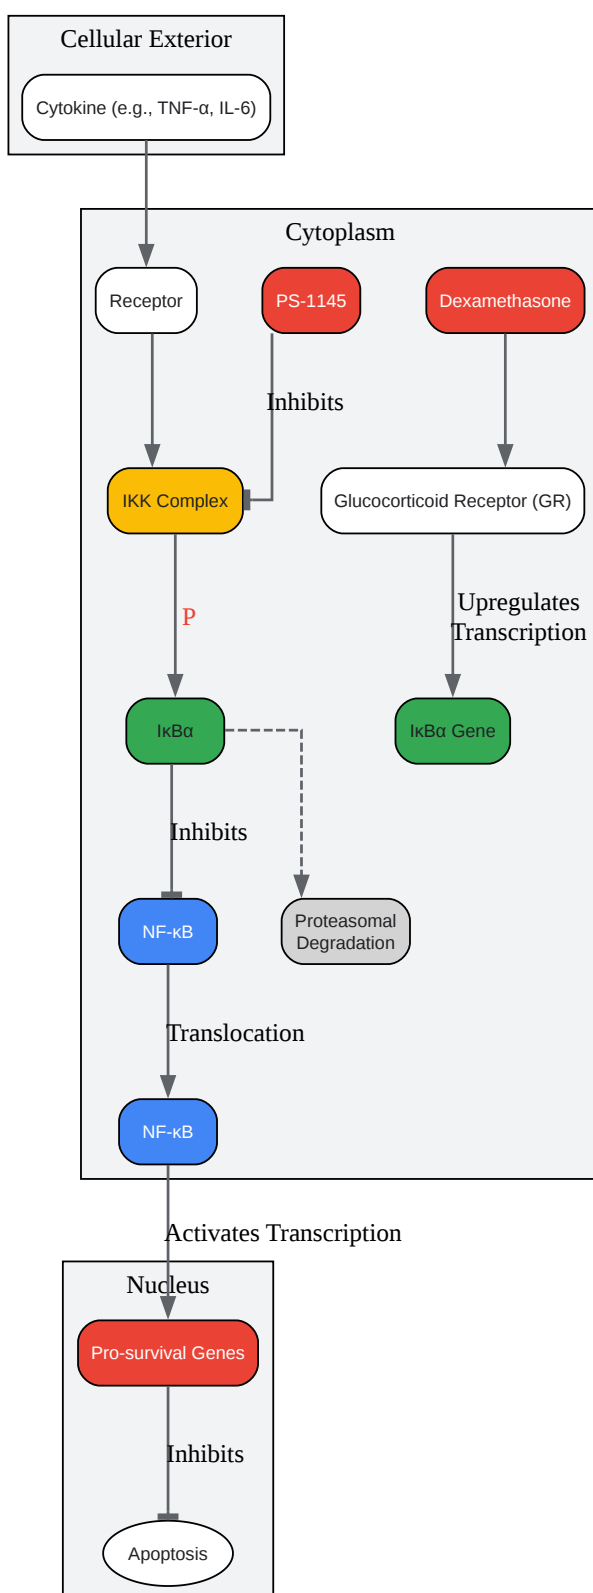 Cellular Exterior
Cytokine (e.g., TNF-α, IL-6)
Cytoplasm
Receptor
PS-1145
Dexamethasone
Inhibits
IKK Complex
Glucocorticoid Receptor (GR)
P
Upregulates
Transcription
IκBα
IκBα Gene
Inhibits
NF-κB
Proteasomal
Degradation
Translocation
NF-κB
Activates Transcription
Nucleus
Pro-survival Genes
Inhibits
Apoptosis